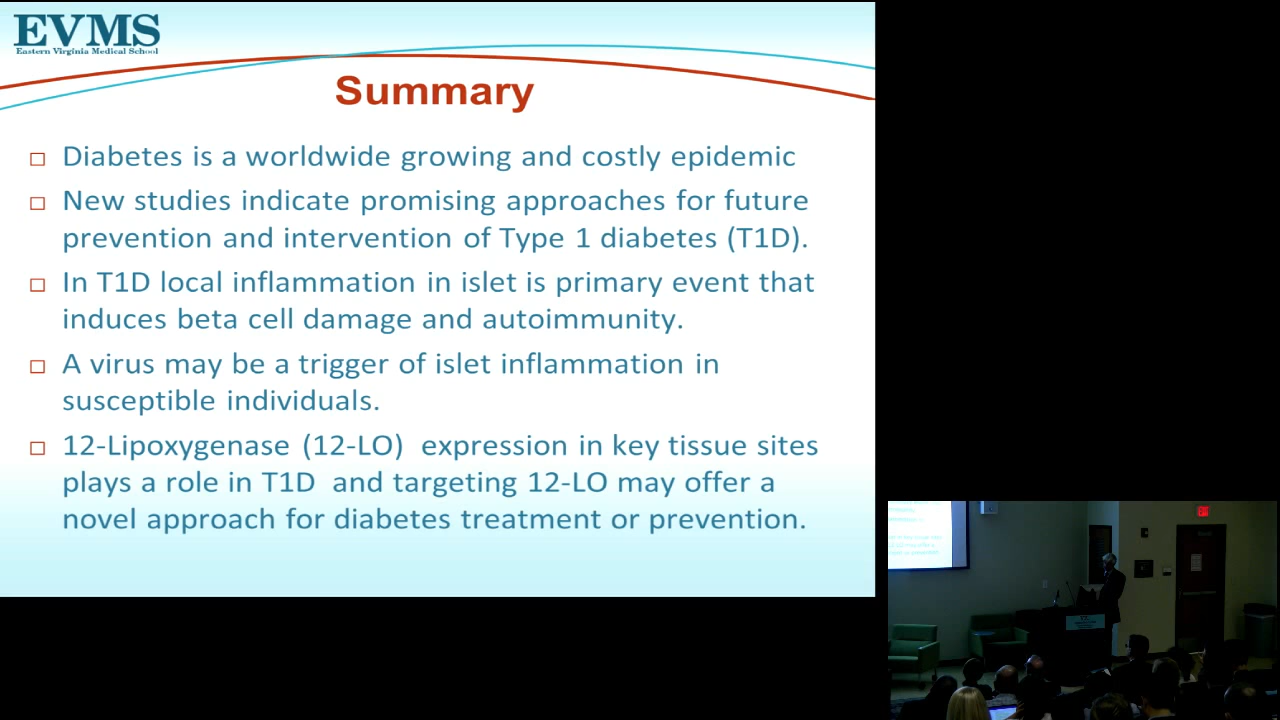 EVMS
Eastern Virginia Medical School
Summary
□ Diabetes is a worldwide growing and costly epidemic
□ New studies indicate promising approaches for future
prevention and intervention of Type 1 diabetes (T1D).
□ In T1D local inflammation in islet is primary event that
induces beta cell damage and autoimmunity.
□ A virus may be a trigger of islet inflammation in
susceptible individuals.
□ 12-Lipoxygenase (12-LO)  expression in key tissue sites
plays a role in T1D  and targeting 12-LO may offer a
novel approach for diabetes treatment or prevention.